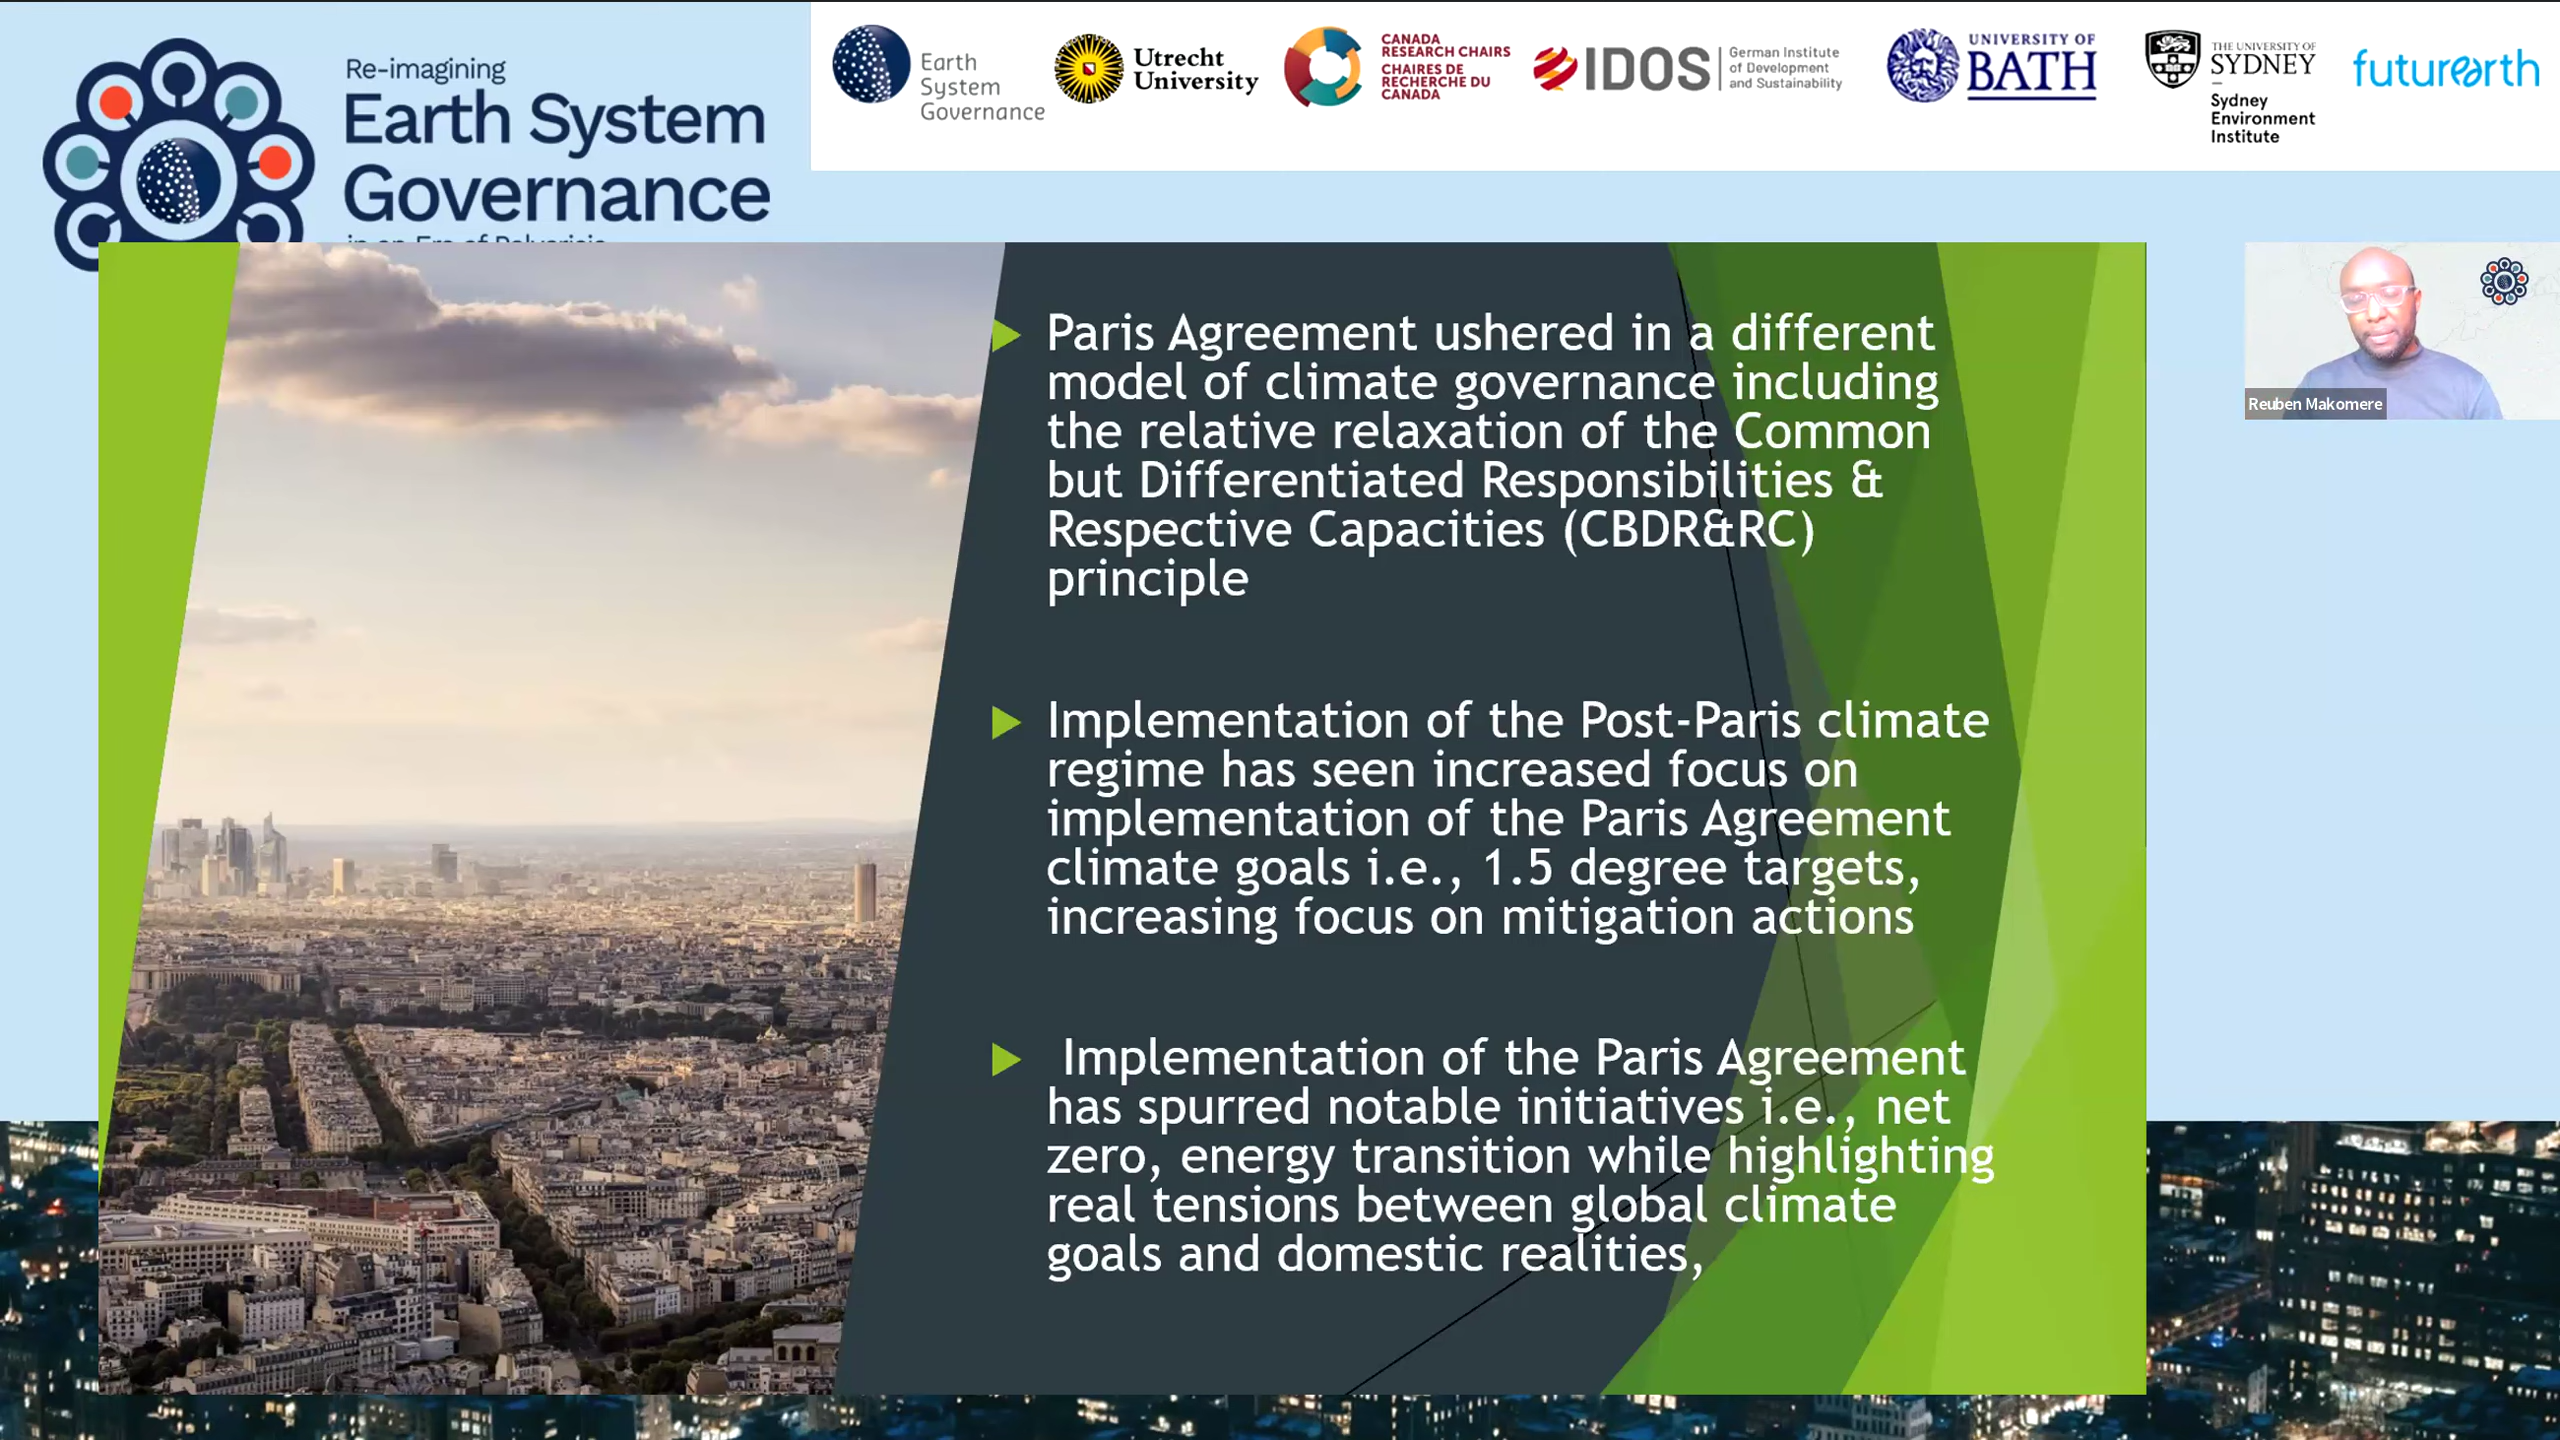 Re-imagining
Earth System
Governance
in an Era of Polycrisis
Earth
System
Governance
Utrecht
University
CANADA
RESEARCH CHAIRS
CHAIRES DE
RECHERCHE DU
CANADA
IDOS
German Institute
of Development
and Sustainability
UNIVERSITY OF
BATH
THE UNIVERSITY OF
SYDNEY
Sydney
Environment
Institute
futurearth
Paris Agreement ushered in a different
model of climate governance including
the relative relaxation of the Common
but Differentiated Responsibilities &
Respective Capacities (CBDR&RC)
principle
Implementation of the Post-Paris climate
regime has seen increased focus on
implementation of the Paris Agreement
climate goals i.e., 1.5 degree targets,
increasing focus on mitigation actions
Implementation of the Paris Agreement
has spurred notable initiatives i.e., net
zero, energy transition while highlighting
real tensions between global climate
goals and domestic realities,
Reuben Makomere